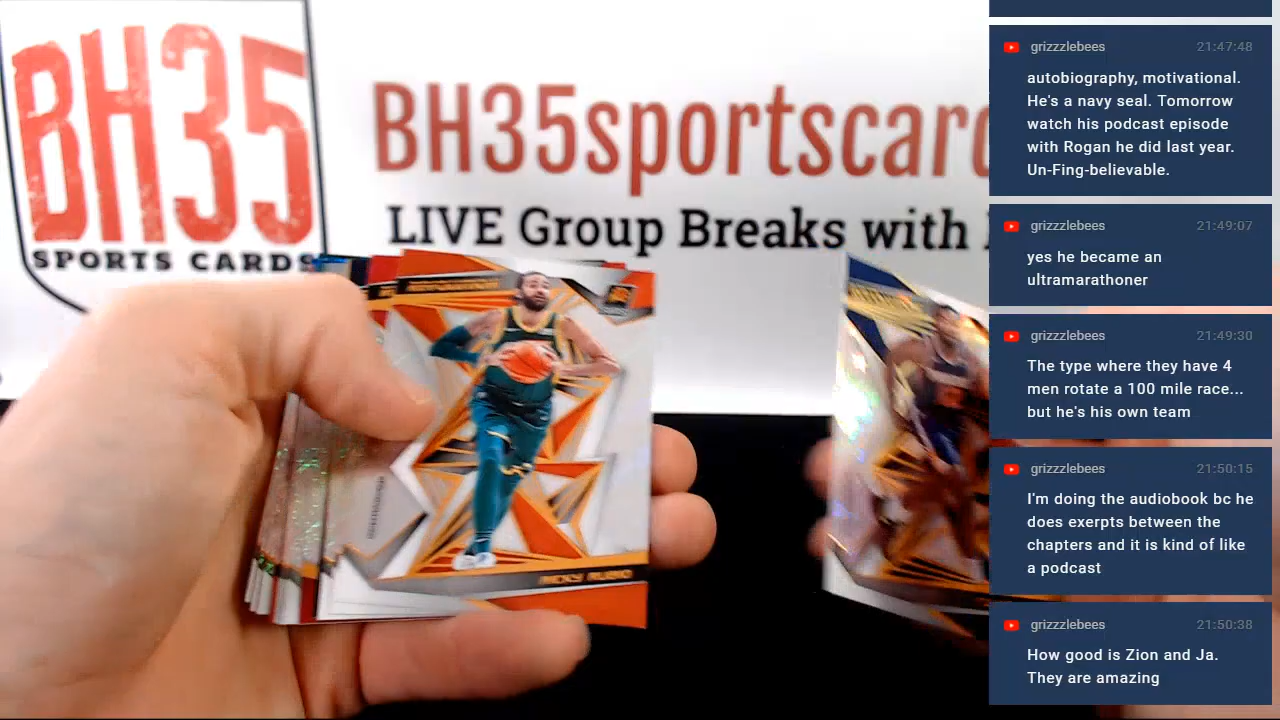 BH35
SPORTS CARDS
BH35sportscard
LIVE Group Breaks with
RICKY RUBIO
grizzzlebees 21:47:48
autobiography, motivational.
He's a navy seal. Tomorrow
watch his podcast episode
with Rogan he did last year.
Un-Fing-believable.
grizzzlebees 21:49:07
yes he became an
ultramarathoner
grizzzlebees 21:49:30
The type where they have 4
men rotate a 100 mile race...
but he's his own team
grizzzlebees 21:50:15
I'm doing the audiobook bc he
does exerpts between the
chapters and it is kind of like
a podcast
grizzzlebees 21:50:38
How good is Zion and Ja.
They are amazing